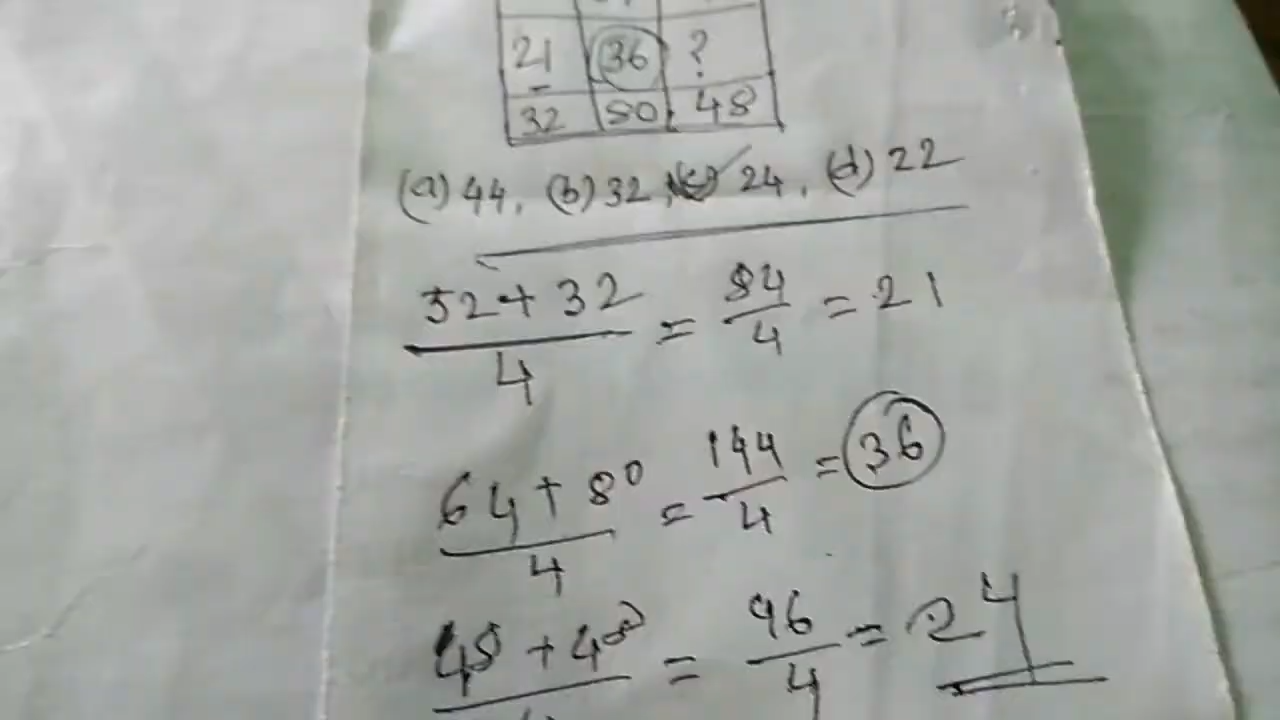 21 36 ?
32 80 48
(a) 44, (b) 32, (c) 24, (d) 22
52 + 32 / 4 = 84 / 4 = 21
64 + 80 / 4 = 144 / 4 = 36
48 + 48 / = 96 / 4 = 24